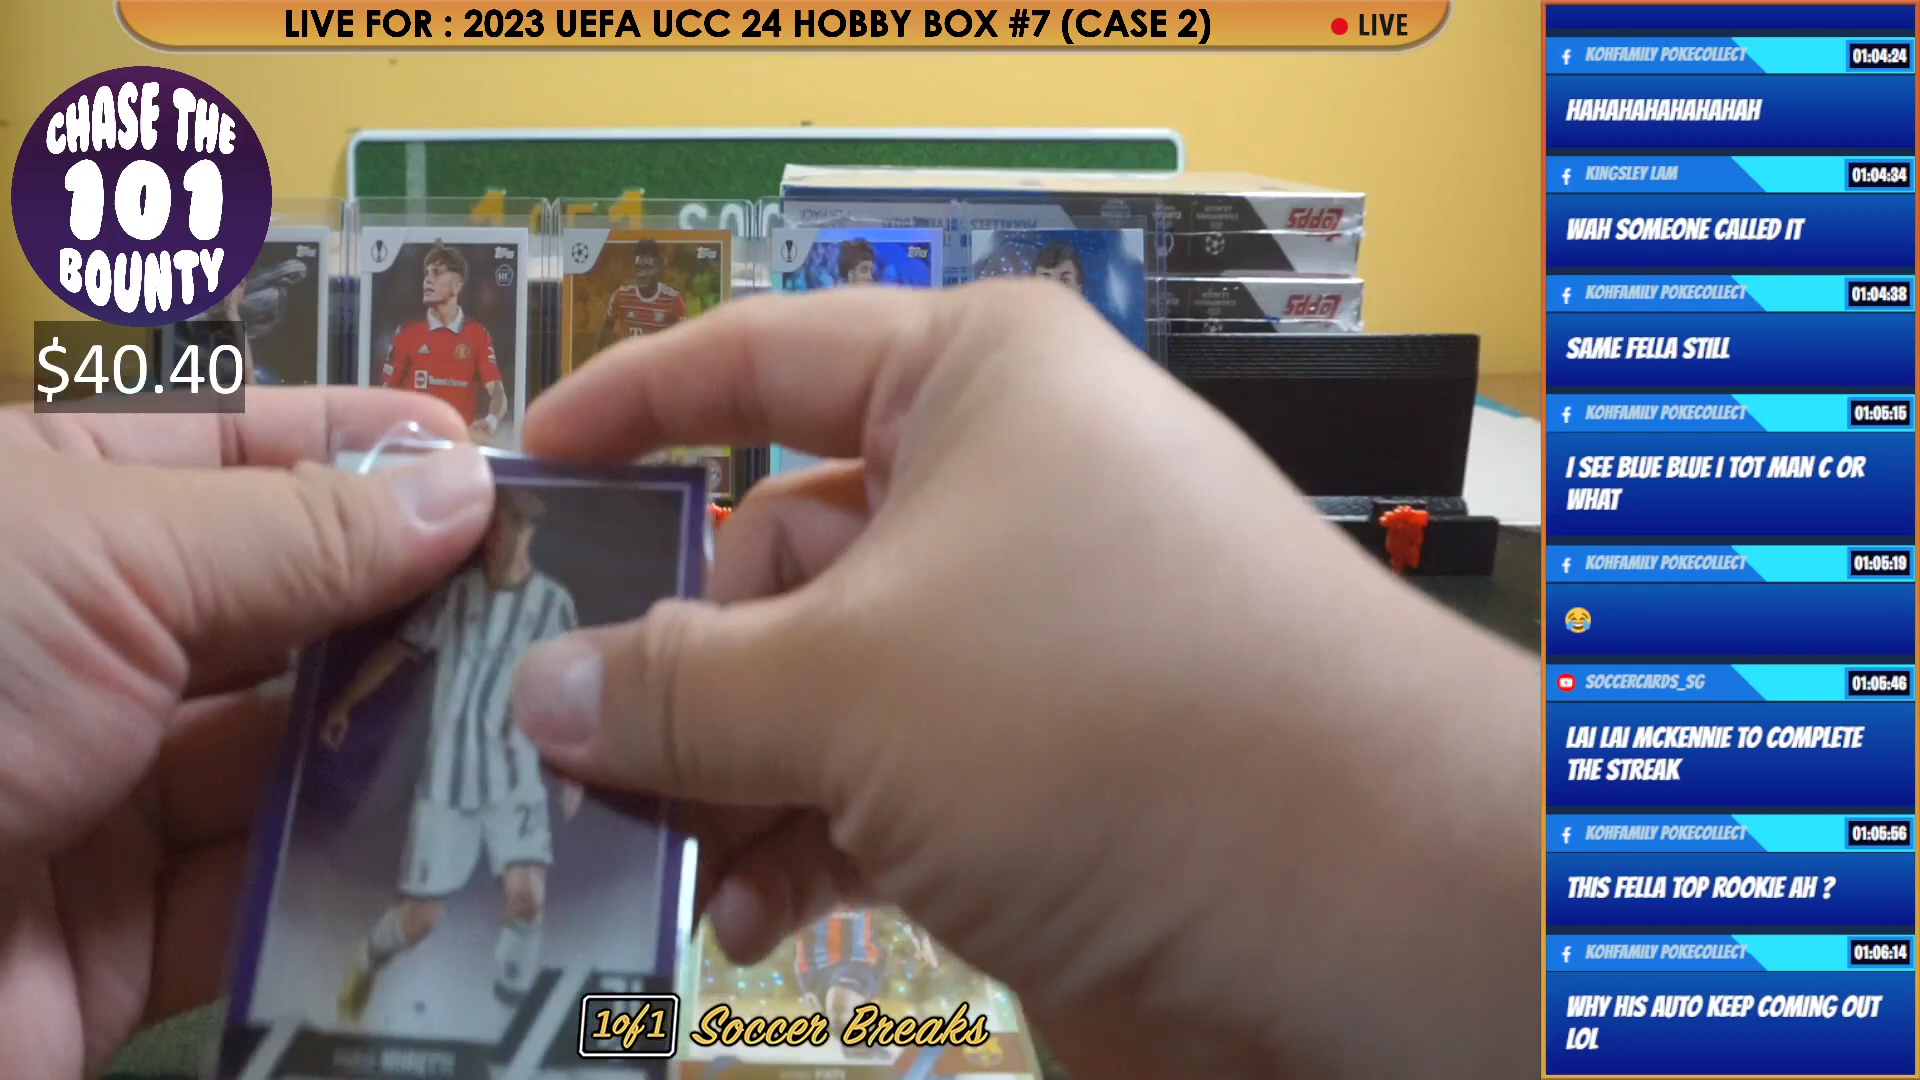 LIVE FOR : 2023 UEFA UCC 24 HOBBY BOX #7 (CASE 2)
LIVE
CHASE THE
101
BOUNTY
$40.40
topps
topps
1of1 Soccer Breaks
KOHFAMILY POKECOLLECT 01:04:24
HAHAHAHAHAHAHAH
KINGSLEY LAM 01:04:34
WAH SOMEONE CALLED IT
KOHFAMILY POKECOLLECT 01:04:38
SAME FELLA STILL
KOHFAMILY POKECOLLECT 01:05:15
I SEE BLUE BLUE I TOT MAN C OR
WHAT
KOHFAMILY POKECOLLECT 01:05:19
😂
SOCCERCARDS_SG 01:05:46
LAI LAI MCKENNIE TO COMPLETE
THE STREAK
KOHFAMILY POKECOLLECT 01:05:56
THIS FELLA TOP ROOKIE AH ?
KOHFAMILY POKECOLLECT 01:06:14
WHY HIS AUTO KEEP COMING OUT
LOL